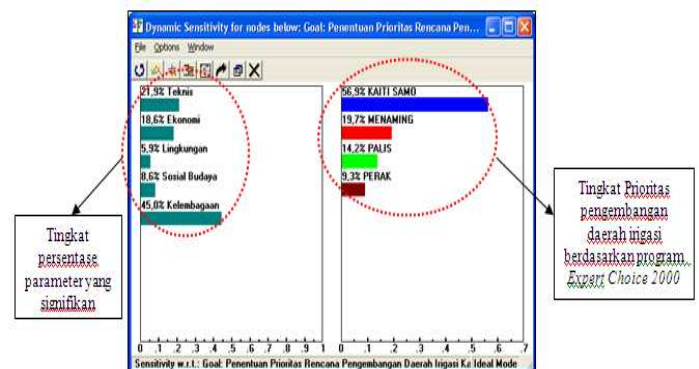 Dynamic Sensitivity for nodes below: Goal: Penentuan Prioritas Rencana Pen...
File Options Window
21,9% Teknis
18,6% Ekonomi
5,9% Lingkungan
8,6% Sosial Budaya
45,0% Kelembagaan
56,9% KAITI SAMO
19,7% MENAMING
14,2% PALIS
9,3% PERAK
Tingkat
persentase
parameter yang
signifikan
Tingkat Prioritas
pengembangan
daerah irigasi
berdasarkan program
Expert Choice 2000
0 .1 .2 .3 .4 .5 .6 .7 .8 .9 1
0 .1 .2 .3 .4 .5 .6 .7
Sensitivity w.r.t.: Goal: Penentuan Prioritas Rencana Pengembangan Daerah Irigasi Ka Ideal Mode